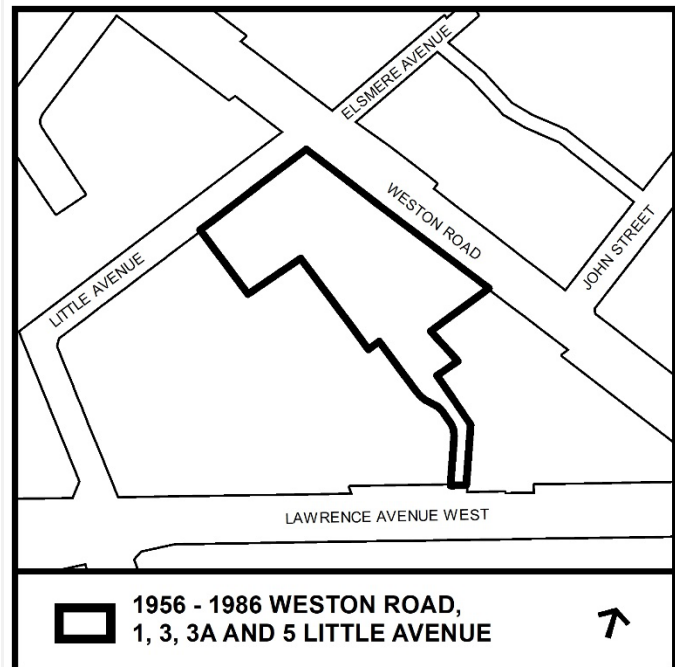 ELSMERE AVENUE
WESTON ROAD
JOHN STREET
LITTLE AVENUE
LAWRENCE AVENUE WEST
1956 - 1986 WESTON ROAD,
1, 3, 3A AND 5 LITTLE AVENUE